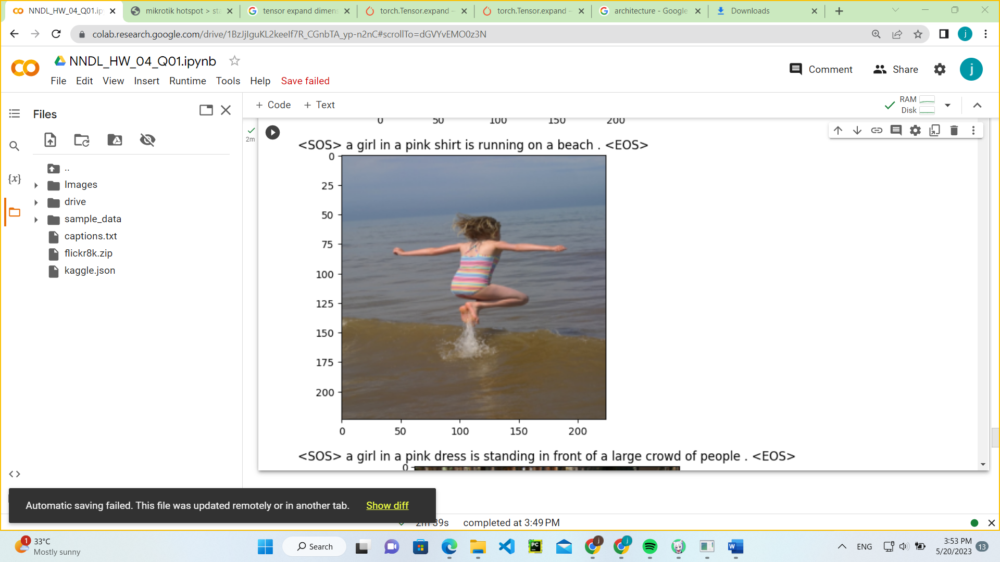 NNDL_HW_04_Q01.ip
mikrotik hotspot > sta
tensor expand dimens
torch.Tensor.expand –
torch.Tensor.expand –
architecture - Google
Downloads
colab.research.google.com/drive/1BzJjIguKL2keeIf7R_CGnbTA_yp-n2nC#scrollTo=dGVYvEMO0z3N
j
NNDL_HW_04_Q01.ipynb
Comment
Share
j
File Edit View Insert Runtime Tools Help Save failed
Files
+ Code + Text
RAM
Disk
{x}
..
Images
drive
sample_data
captions.txt
flickr8k.zip
kaggle.json
2m
0 50 100 150 200
<SOS> a girl in a pink shirt is running on a beach . <EOS>
0
25
50
75
100
125
150
175
200
0 50 100 150 200
<SOS> a girl in a pink dress is standing in front of a large crowd of people . <EOS>
0
Automatic saving failed. This file was updated remotely or in another tab. Show diff
2m 39s completed at 3:49 PM
1
33°C
Mostly sunny
Search
PC
j
j
W
ENG
3:53 PM
5/20/2023
13